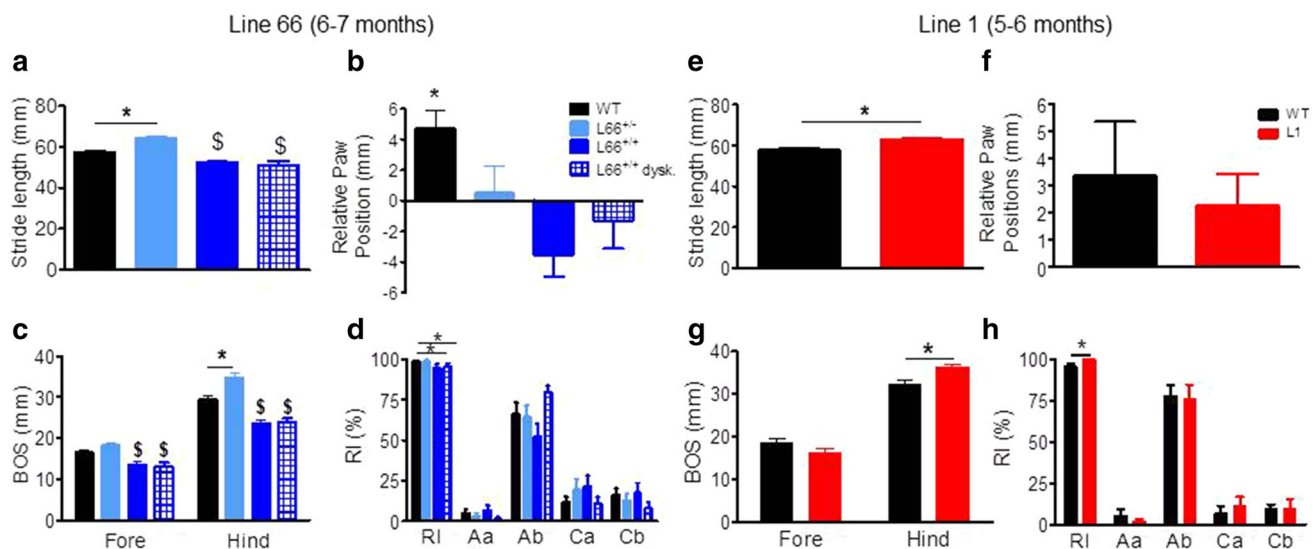 Line 66 (6-7 months)
Line 1 (5-6 months)
a
b
e
f
Stride length (mm)
80
60
40
20
0
*
$
$
Relative Paw
Position (mm)
6
4
2
0
-2
-4
-6
*
WT
L66+/-
L66+/+
L66+/+ dysk.
Stride length (mm)
80
60
40
20
0
*
Relative Paw
Positions (mm)
6
5
4
3
2
1
0
WT
L1
c
d
g
h
BOS (mm)
40
30
20
10
0
*
$
$
$
$
Fore
Hind
RI (%)
100
75
50
25
0
*
*
RI
Aa
Ab
Ca
Cb
BOS (mm)
40
30
20
10
0
*
Fore
Hind
RI (%)
100
75
50
25
0
*
RI
Aa
Ab
Ca
Cb